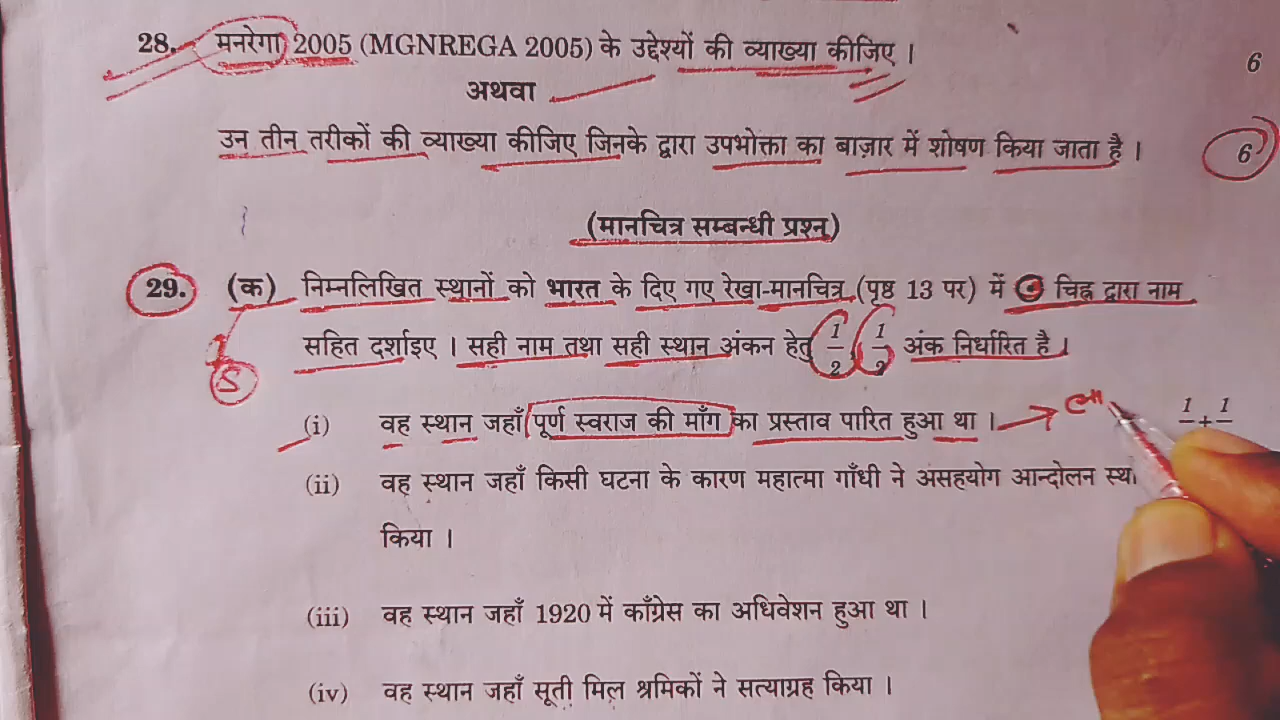 28. मनरेगा 2005 (MGNREGA 2005) के उद्देश्यों की व्याख्या कीजिए । 6
अथवा
उन तीन तरीकों की व्याख्या कीजिए जिनके द्वारा उपभोक्ता का बाज़ार में शोषण किया जाता है । 6
(मानचित्र सम्बन्धी प्रश्न)
29. (क) निम्नलिखित स्थानों को भारत के दिए गए रेखा-मानचित्र (पृष्ठ 13 पर) में चिह्न द्वारा नाम
सहित दर्शाइए । सही नाम तथा सही स्थान अंकन हेतु 1/2, 1/2 अंक निर्धारित है ।
5
(i) वह स्थान जहाँ पूर्ण स्वराज की माँग का प्रस्ताव पारित हुआ था । 1 + 1
(ii) वह स्थान जहाँ किसी घटना के कारण महात्मा गाँधी ने असहयोग आन्दोलन
किया ।
(iii) वह स्थान जहाँ 1920 में काँग्रेस का अधिवेशन हुआ था ।
(iv) वह स्थान जहाँ सूती मिल श्रमिकों ने सत्याग्रह किया ।